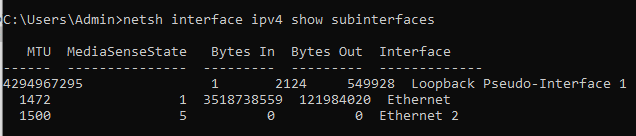 C:\Users\Admin>netsh interface ipv4 show subinterfaces
MTU MediaSenseState Bytes In Bytes Out Interface
------ --------------- --------- --------- -------------
4294967295 1 2124 549928 Loopback Pseudo-Interface 1
1472 1 3518738559 121984020 Ethernet
1500 5 0 0 Ethernet 2